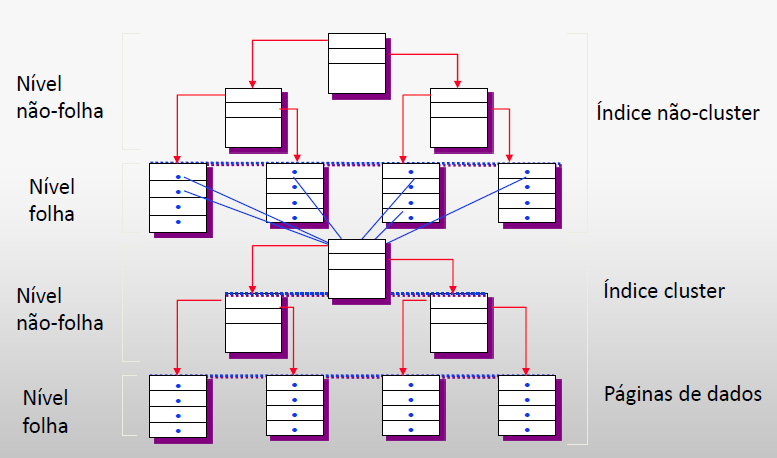 Nível
não-folha
Índice não-cluster
Nível
folha
Nível
não-folha
Índice cluster
Nível
folha
Páginas de dados